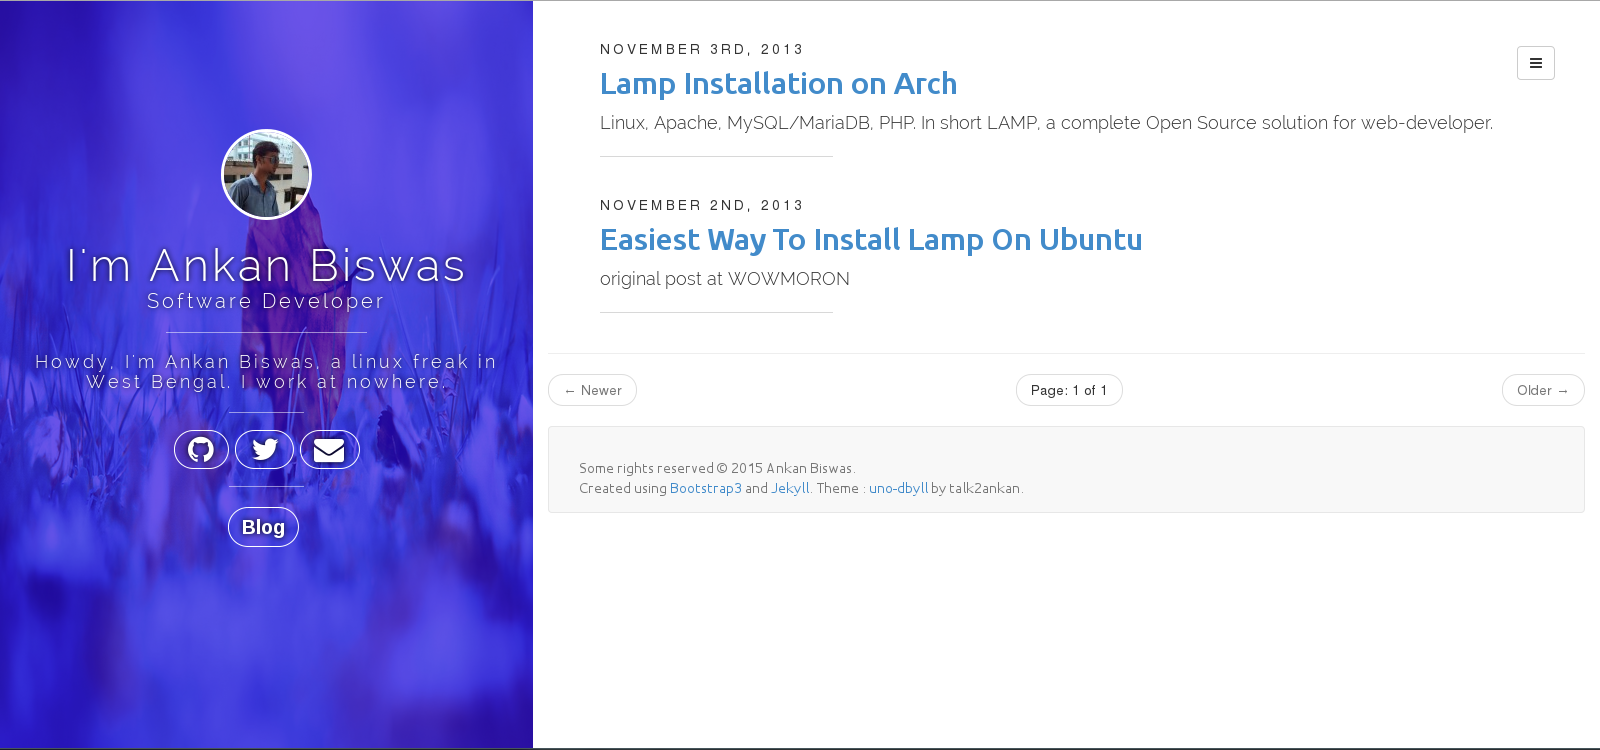 I'm Ankan Biswas
Software Developer
Howdy, I'm Ankan Biswas, a linux freak in
West Bengal. I work at nowhere.
Blog
NOVEMBER 3RD, 2013
Lamp Installation on Arch
Linux, Apache, MySQL/MariaDB, PHP. In short LAMP, a complete Open Source solution for web-developer.
NOVEMBER 2ND, 2013
Easiest Way To Install Lamp On Ubuntu
original post at WOWMORON
← Newer
Page: 1 of 1
Older →
Some rights reserved © 2015 Ankan Biswas.
Created using Bootstrap3 and Jekyll. Theme : uno-dbyll by talk2ankan.